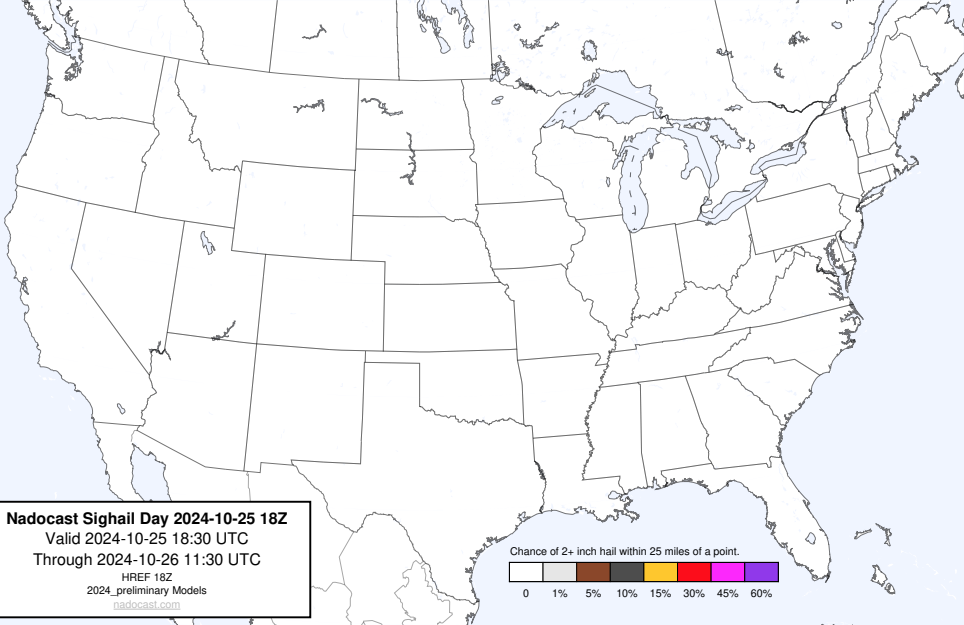 Nadocast Sighail Day 2024-10-25 18Z
Valid 2024-10-25 18:30 UTC
Through 2024-10-26 11:30 UTC
HREF 18Z
2024_preliminary Models
nadocast.com
Chance of 2+ inch hail within 25 miles of a point.
0 1% 5% 10% 15% 30% 45% 60%